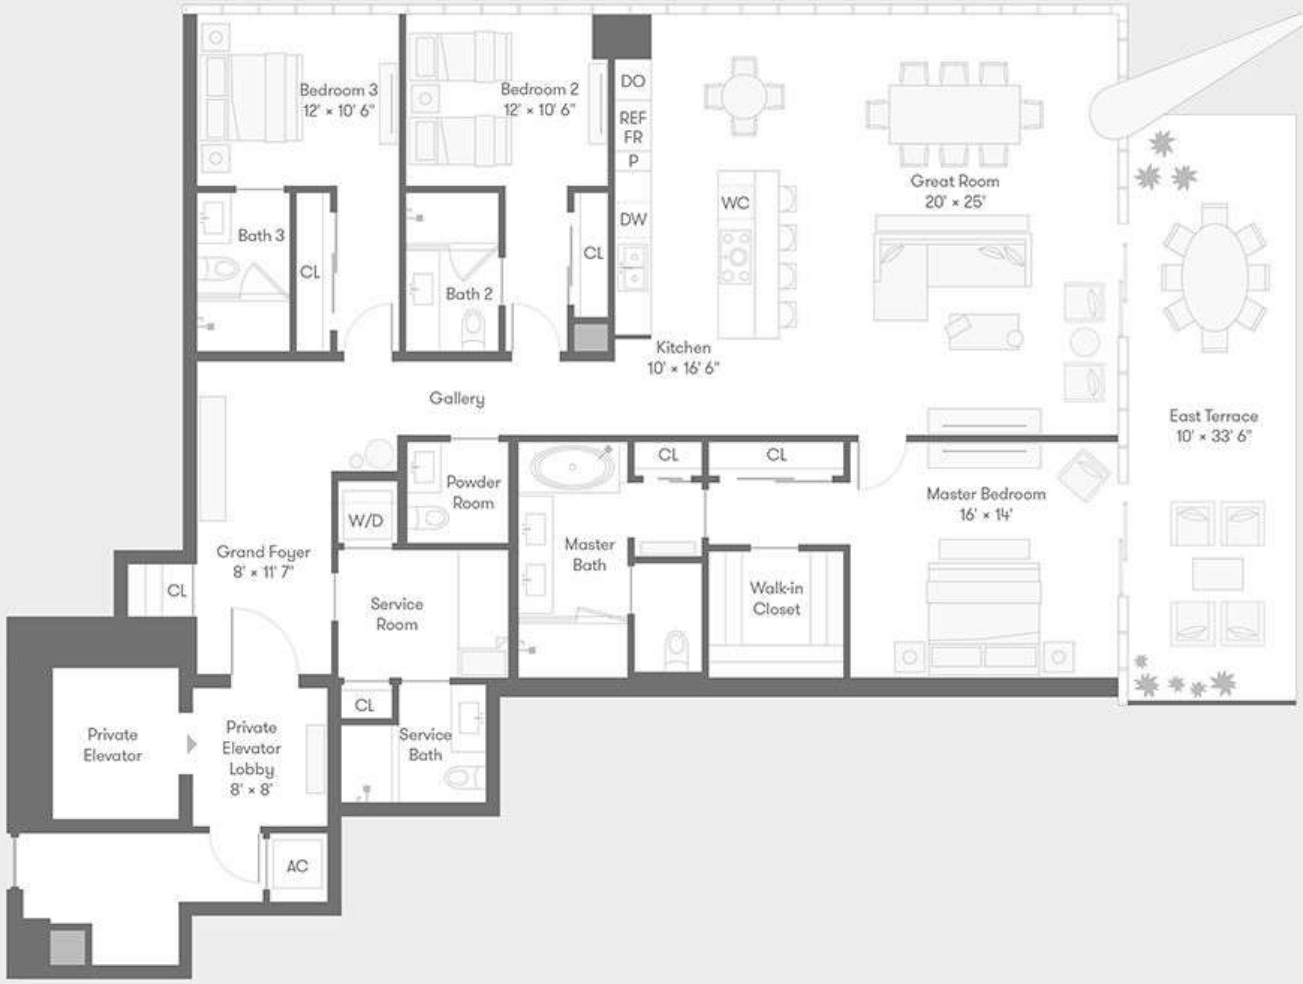 Bedroom 3
12' × 10' 6"
Bedroom 2
12' × 10' 6"
DO
REF
FR
P
DW
WC
Great Room
20' × 25'
Bath 3
CL
Bath 2
CL
Kitchen
10' × 16' 6"
Gallery
East Terrace
10' × 33' 6"
CL
CL
Powder
Room
W/D
Master Bedroom
16' × 14'
Grand Foyer
8' × 11' 7"
Master
Bath
CL
Service
Room
Walk-in
Closet
CL
Private
Elevator
Private
Elevator
Lobby
8' × 8'
Service
Bath
AC